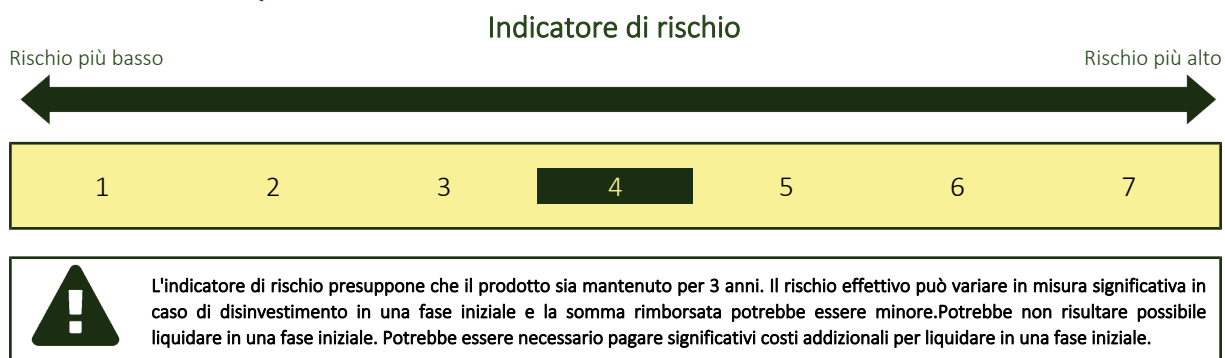 Indicatore di rischio
Rischio più basso
Rischio più alto
1 2 3 4 5 6 7
L'indicatore di rischio presuppone che il prodotto sia mantenuto per 3 anni. Il rischio effettivo può variare in misura significativa in
caso di disinvestimento in una fase iniziale e la somma rimborsata potrebbe essere minore.Potrebbe non risultare possibile
liquidare in una fase iniziale. Potrebbe essere necessario pagare significativi costi addizionali per liquidare in una fase iniziale.